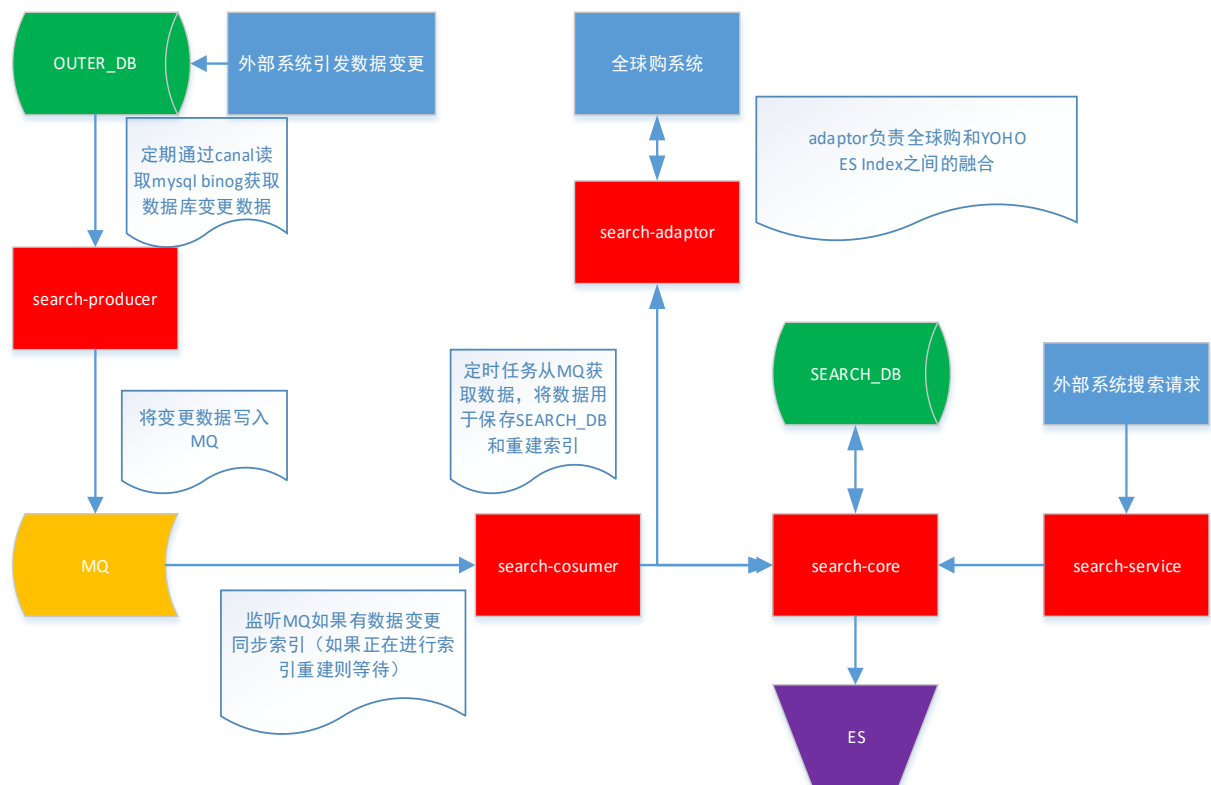 OUTER_DB
外部系统引发数据变更
全球购系统
定期通过canal读
取mysql binog获取
数据库变更数据
adaptor负责全球购和YOHO
ES Index之间的融合
search-adaptor
search-producer
定时任务从MQ获
取数据，将数据用
于保存SEARCH_DB
和重建索引
SEARCH_DB
外部系统搜索请求
将变更数据写入
MQ
MQ
search-cosumer
search-core
search-service
监听MQ如果有数据变更
同步索引（如果正在进行索
引重建则等待）
ES